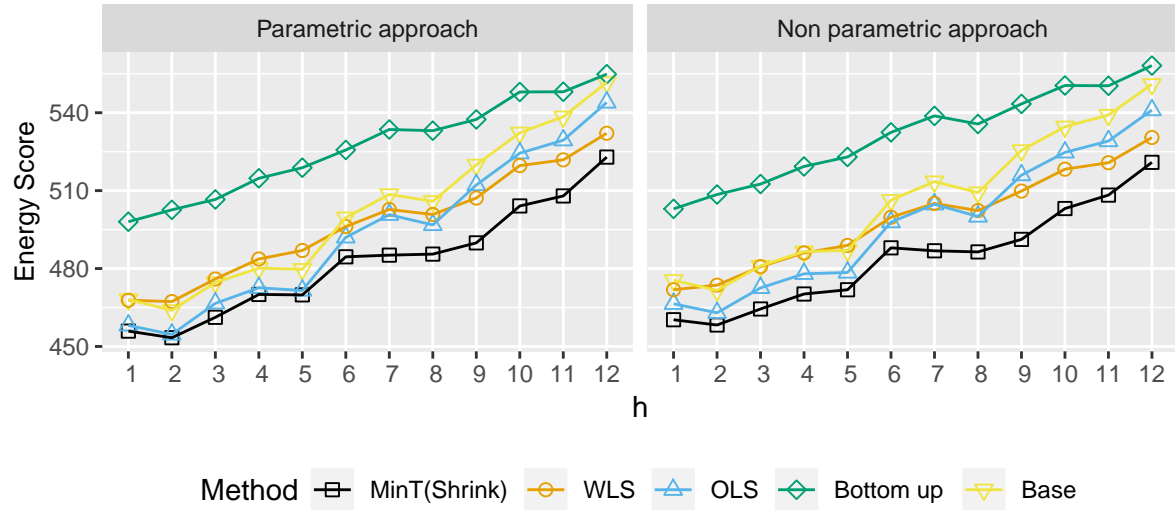 Parametric approach
Non parametric approach
Energy Score
540
510
480
450
1 2 3 4 5 6 7 8 9 10 11 12
1 2 3 4 5 6 7 8 9 10 11 12
h
Method MinT(Shrink) WLS OLS Bottom up Base